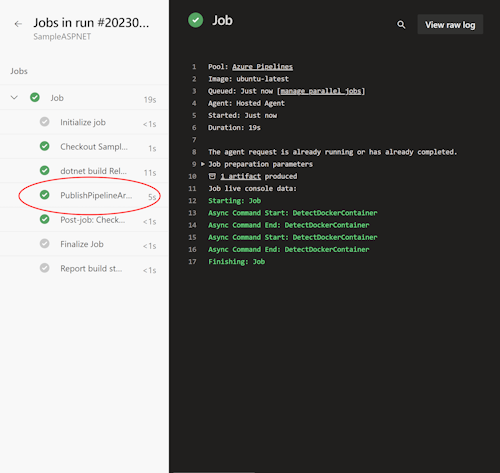 Jobs in run #20230...
SampleASPNET
Jobs
Job 19s
Initialize job <1s
Checkout Sampl... 1s
dotnet build Rel... 11s
PublishPipelineAr... 5s
Post-job: Check... <1s
Finalize Job <1s
Report build st... <1s
Job
View raw log
1 Pool: Azure Pipelines
2 Image: ubuntu-latest
3 Queued: Just now [manage parallel jobs]
4 Agent: Hosted Agent
5 Started: Just now
6 Duration: 19s
7
8 The agent request is already running or has already completed.
9 Job preparation parameters
10 1 artifact produced
11 Job live console data:
12 Starting: Job
13 Async Command Start: DetectDockerContainer
14 Async Command End: DetectDockerContainer
15 Async Command Start: DetectDockerContainer
16 Async Command End: DetectDockerContainer
17 Finishing: Job